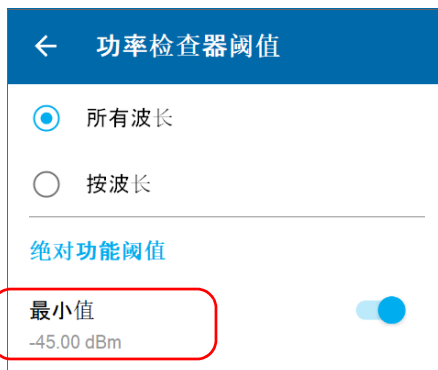 功率检查器阈值
所有波长
按波长
绝对功能阈值
最小值
-45.00 dBm